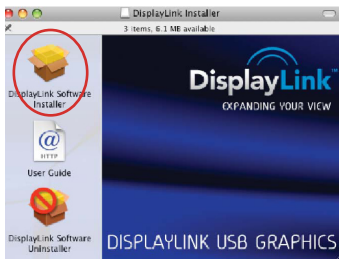 DisplayLink Installer
3 items, 6.1 MB available
DisplayLink Software
Installer
DisplayLink™
EXPANDING YOUR VIEW
@
HTTP
User Guide
DisplayLink Software
Uninstaller
DISPLAYLINK USB GRAPHICS